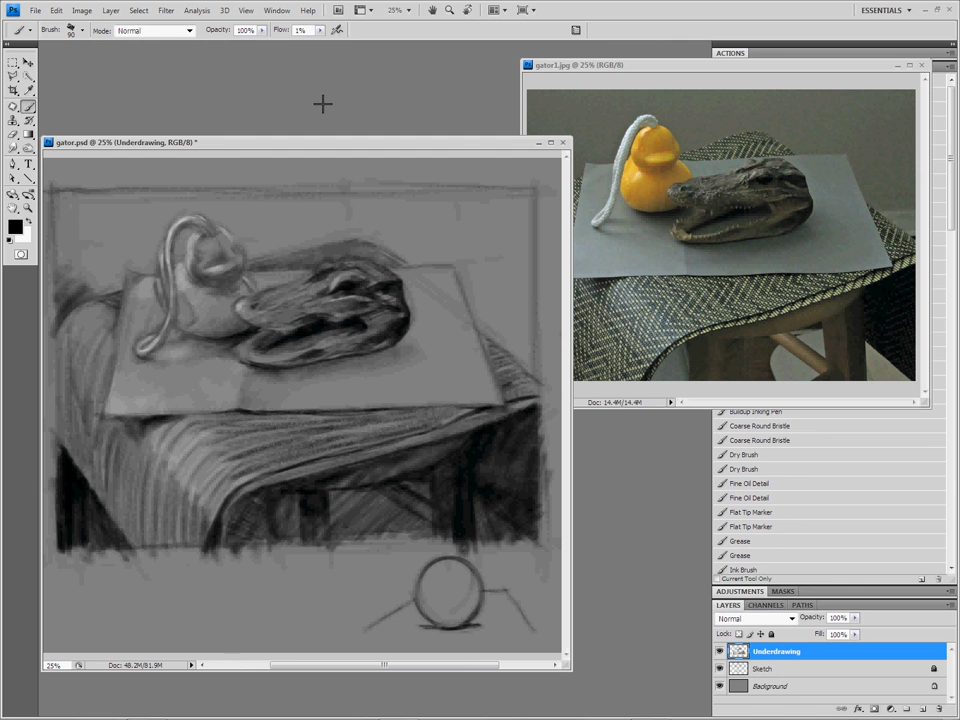 Ps File Edit Image Layer Select Filter Analysis 3D View Window Help Br 25% ESSENTIALS
Brush: 90 Mode: Normal Opacity: 100% Flow: 1%
ACTIONS
gator1.jpg @ 25% (RGB/8)
gator.psd @ 25% (Underdrawing, RGB/8) *
T
Doc: 14.4M/14.4M
Buildup Inking Pen
Coarse Round Bristle
Coarse Round Bristle
Dry Brush
Dry Brush
Fine Oil Detail
Fine Oil Detail
Flat Tip Marker
Flat Tip Marker
Grease
Grease
Ink Brush
Current Tool Only
ADJUSTMENTS MASKS
LAYERS CHANNELS PATHS
Normal Opacity: 100%
Lock: Fill: 100%
Underdrawing
Sketch
Background
25% Doc: 48.2M/81.9M
fx